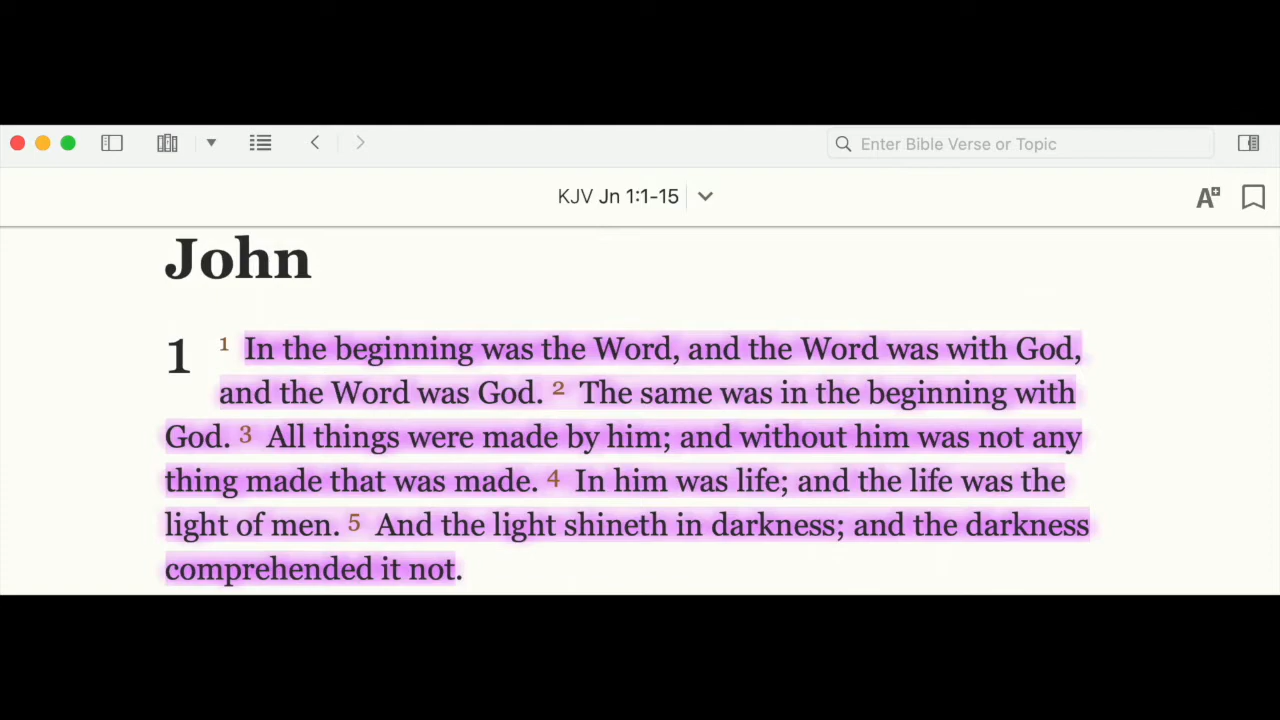 Enter Bible Verse or Topic
KJV Jn 1:1-15
A
John
1 1 In the beginning was the Word, and the Word was with God,
and the Word was God. 2 The same was in the beginning with
God. 3 All things were made by him; and without him was not any
thing made that was made. 4 In him was life; and the life was the
light of men. 5 And the light shineth in darkness; and the darkness
comprehended it not.